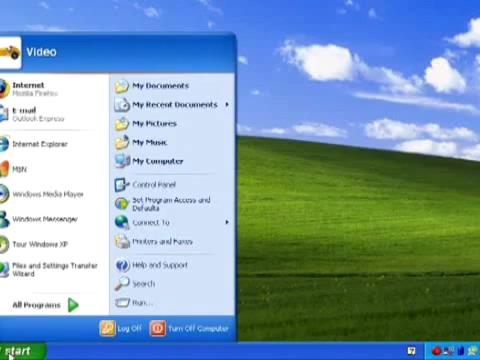 Video
Internet
Mozilla Firefox
E-mail
Outlook Express
Internet Explorer
MSN
Windows Media Player
Windows Messenger
Tour Windows XP
Files and Settings Transfer
Wizard
All Programs
My Documents
My Recent Documents
My Pictures
My Music
My Computer
Control Panel
Set Program Access and
Defaults
Connect To
Printers and Faxes
Help and Support
Search
Run...
Log Off
Turn Off Computer
start